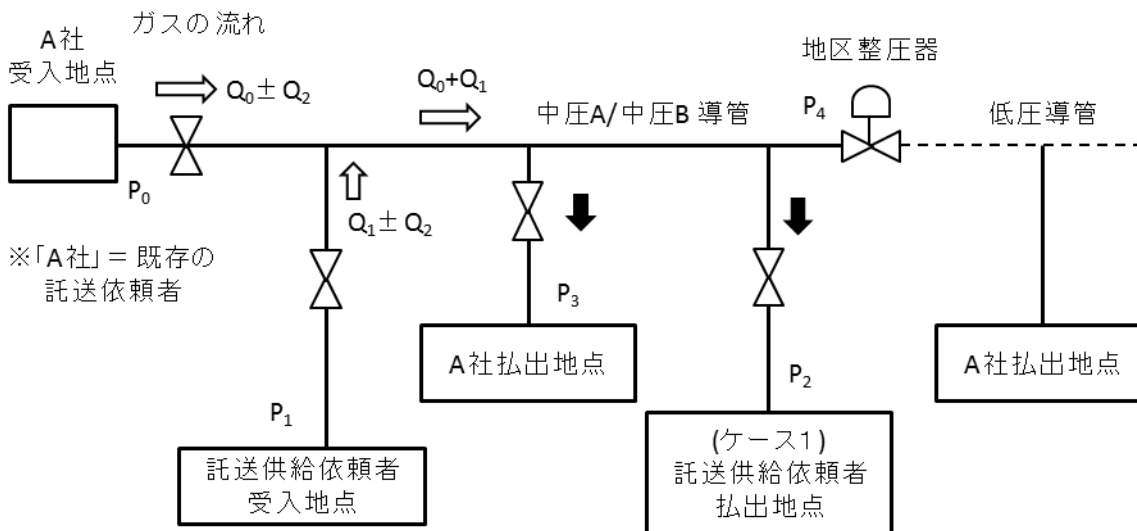 ガスの流れ
A社
受入地点
Q₀± Q₂
Q₀+Q₁
地区整圧器
中圧A/中圧B 導管
P₄
低圧導管
P₀
Q₁± Q₂
※「A社」= 既存の
託送依頼者
P₃
A社払出地点
P₂
A社払出地点
P₁
託送供給依頼者
受入地点
(ケース1)
託送供給依頼者
払出地点